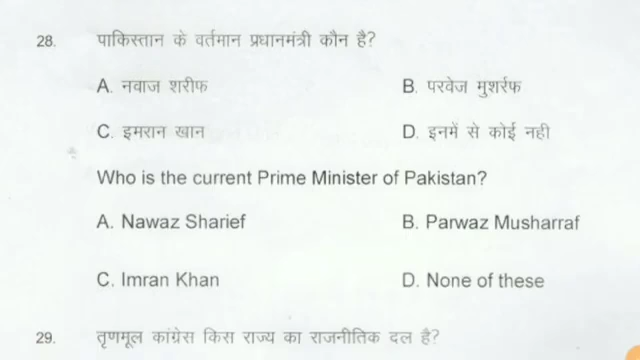 28. पाकिस्तान के वर्तमान प्रधानमंत्री कौन है?
A. नवाज शरीफ B. परवेज मुशर्रफ
C. इमरान खान D. इनमें से कोई नही
Who is the current Prime Minister of Pakistan?
A. Nawaz Sharief B. Parwaz Musharraf
C. Imran Khan D. None of these
29. तृणमूल कांग्रेस किस राज्य का राजनीतिक दल है?